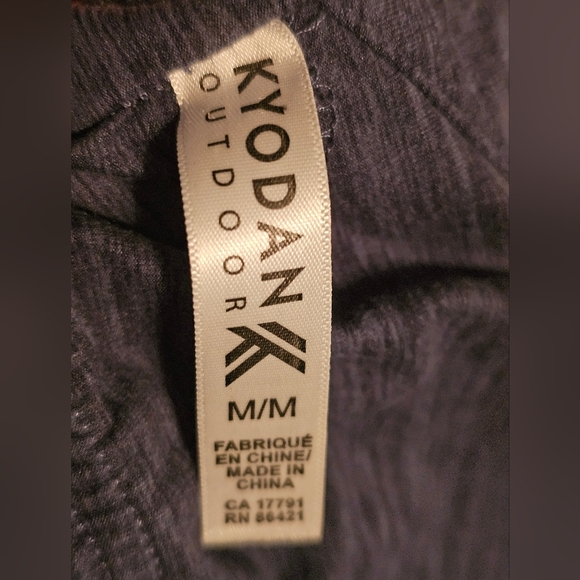 KYODAN
OUTDOOR
M/M
FABRIQUÉ
EN CHINE/
MADE IN
CHINA
CA 17791
RN 86421